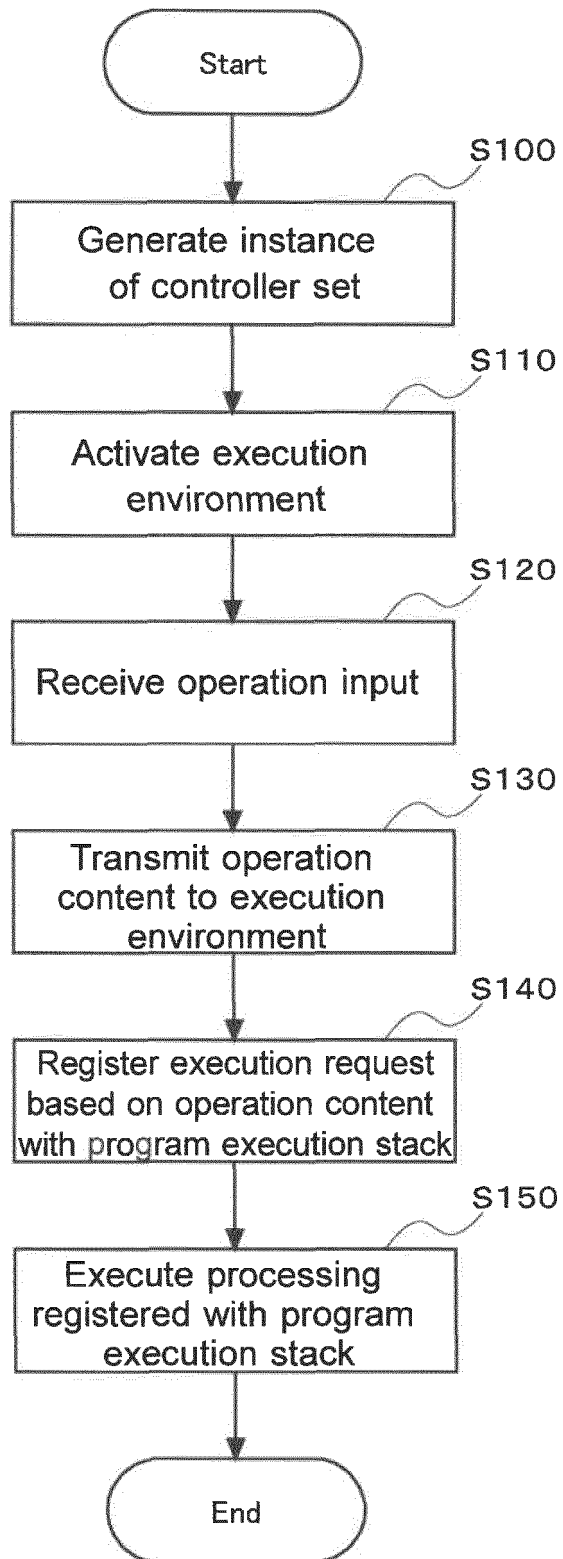 Start
S100
Generate instance
of controller set
S110
Activate execution
environment
S120
Receive operation input
S130
Transmit operation
content to execution
environment
S140
Register execution request
based on operation content
with program execution stack
S150
Execute processing
registered with program
execution stack
End